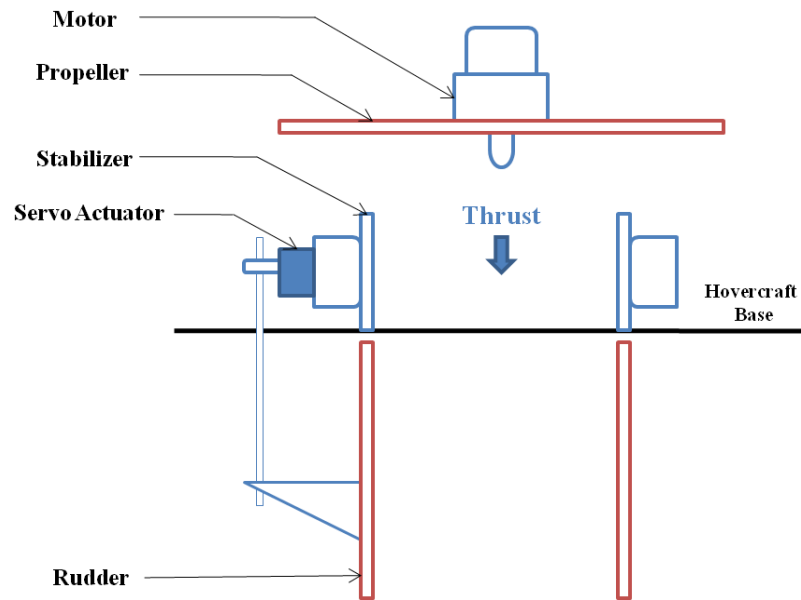 Motor
Propeller
Stabilizer
Servo Actuator
Thrust
Hovercraft
Base
Rudder